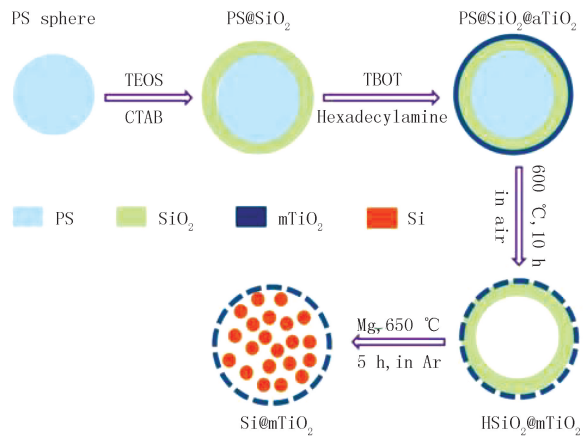 PS sphere
PS@SiO₂
PS@SiO₂@aTiO₂
TEOS
CTAB
TBOT
Hexadecylamine
600 ℃, 10 h
in air
PS
SiO₂
mTiO₂
Si
Mg,650 ℃
5 h,in Ar
Si@mTiO₂
HSiO₂@mTiO₂